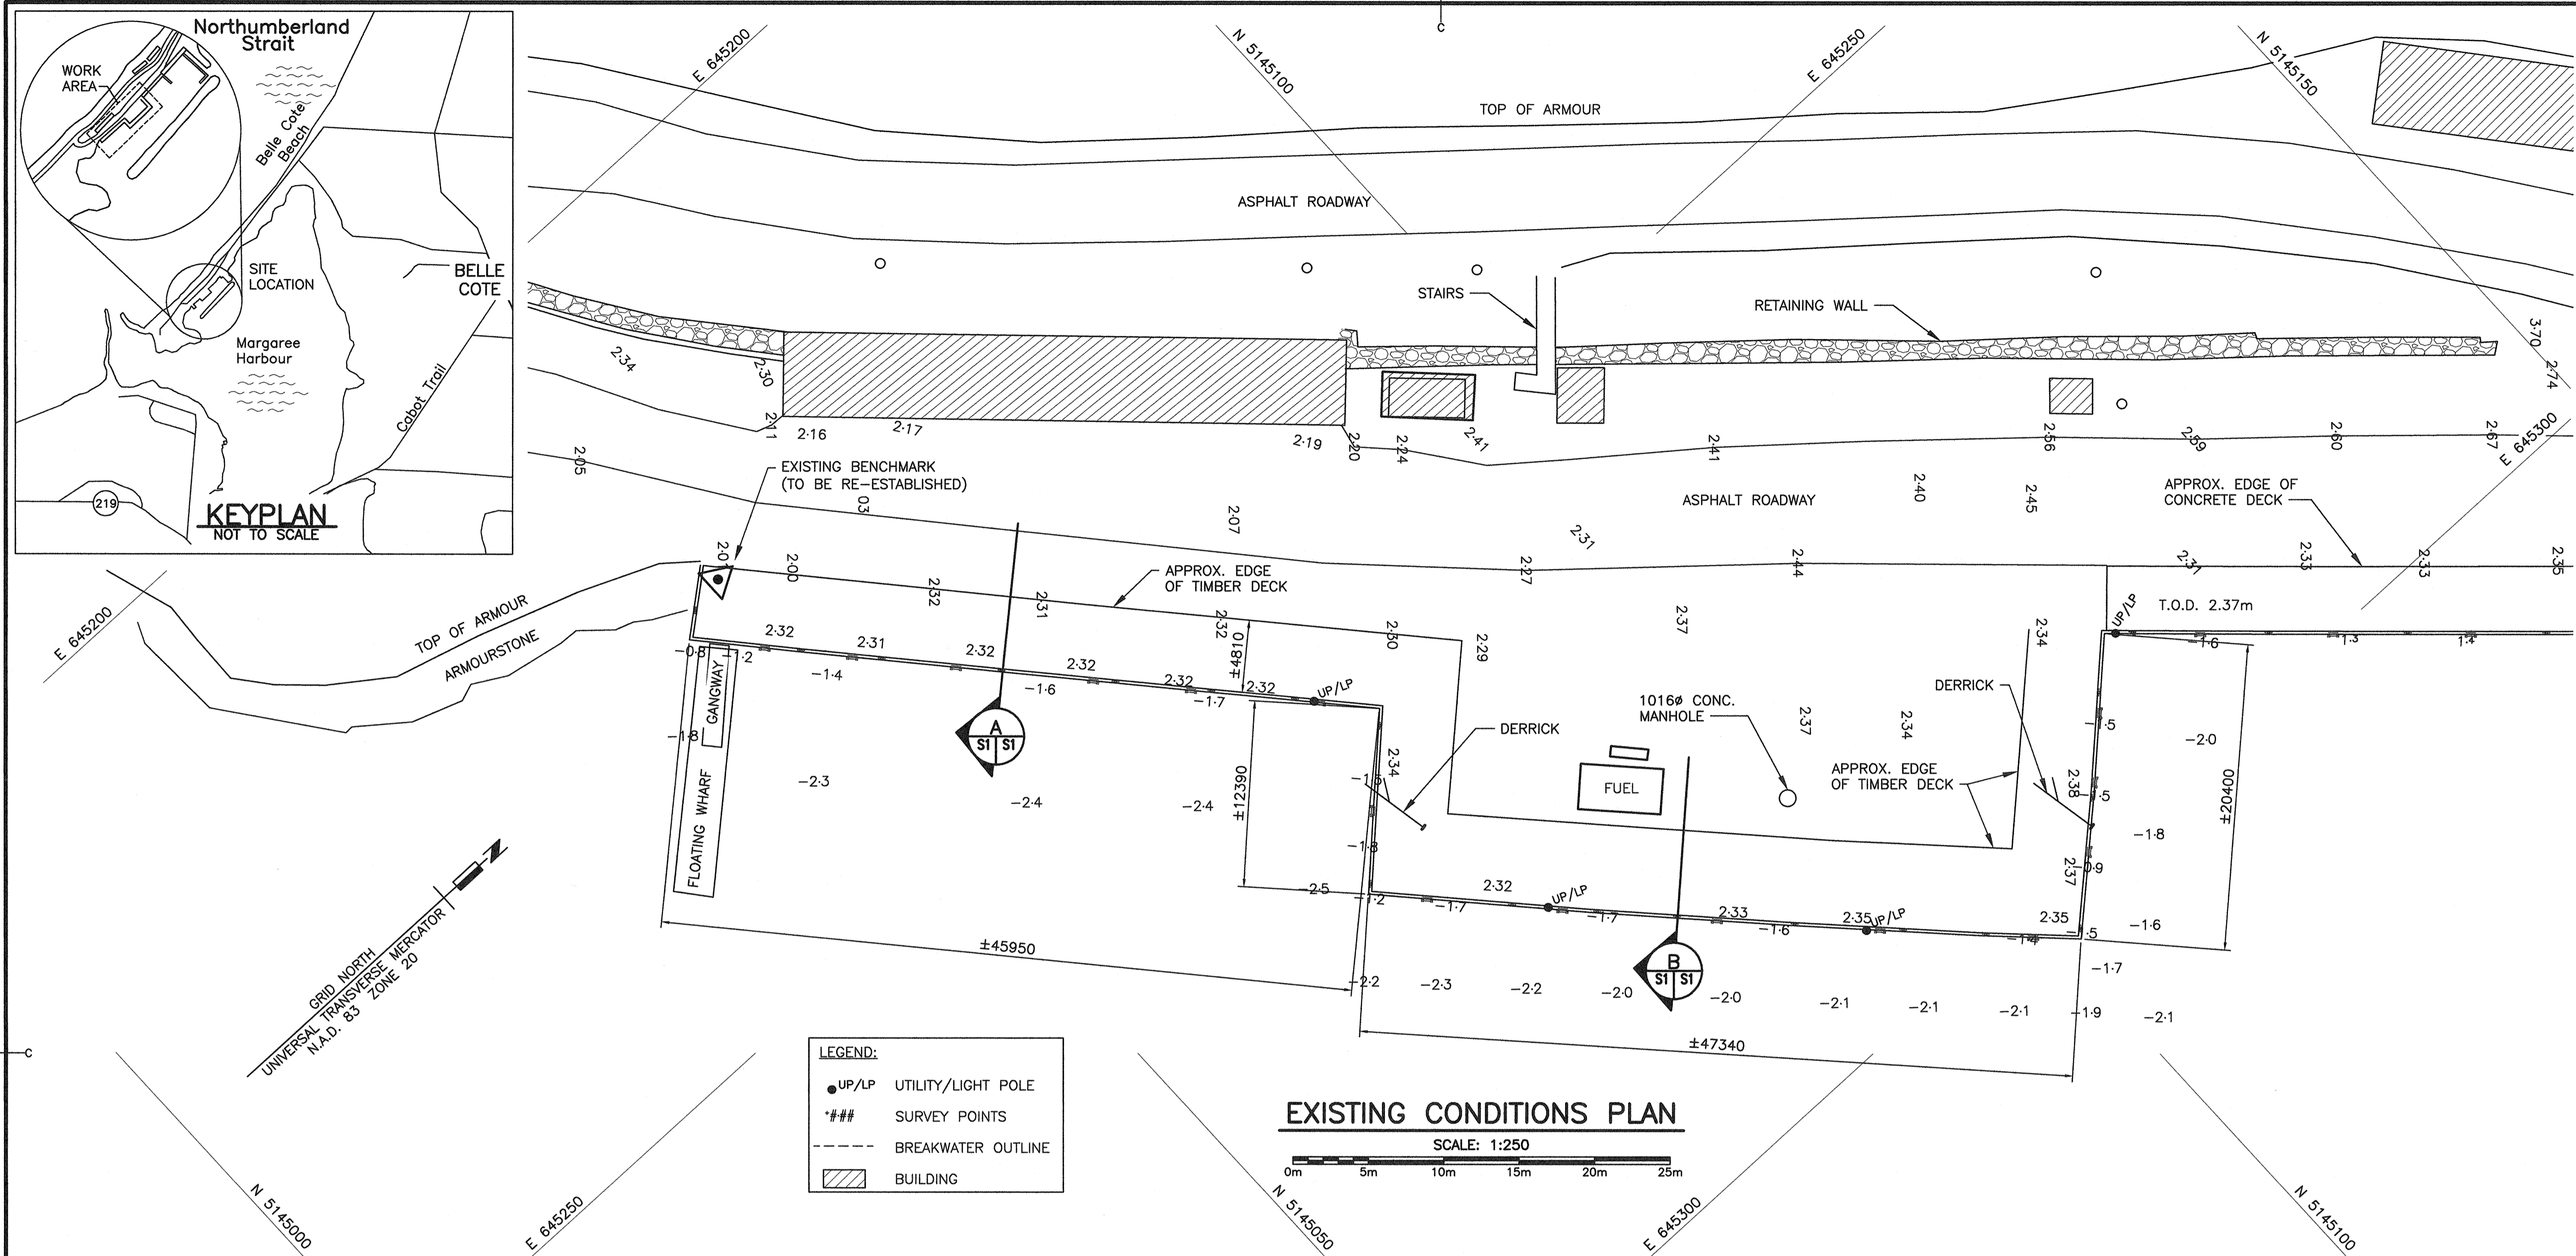 Northumberland
Strait
WORK
AREA
Belle Cote
Beach
SITE
LOCATION
BELLE
COTE
Margaree
Harbour
Cabot Trail
219
KEYPLAN
NOT TO SCALE
C
E 645200
N 5145100
E 645250
N 5145150
TOP OF ARMOUR
ASPHALT ROADWAY
STAIRS
RETAINING WALL
3·70
2·74
2·34
2·30
2·11
2·16
2·17
2·19
2·20
2·24
2·41
2·41
2·56
2·59
2·60
2·67
E 645300
2·05
EXISTING BENCHMARK
(TO BE RE-ESTABLISHED)
03
2·07
2·31
ASPHALT ROADWAY
2·40
2·45
APPROX. EDGE OF
CONCRETE DECK
2·00
2·32
2·31
APPROX. EDGE
OF TIMBER DECK
2·32
2·30
2·29
2·27
2·44
2·37
2·34
2·31
2·33
2·33
2·35
UP/LP
T.O.D. 2.37m
-1.6
1.3
1.4
E 645200
TOP OF ARMOUR
ARMOURSTONE
2·32
2·31
2·32
2·32
2·32
2·32
±4810
UP/LP
-0·8
-1·2
-1·4
-1·6
-1·7
GANGWAY
-1·8
FLOATING WHARF
A
S1
S1
-2·3
-2·4
-2·4
±12390
2·34
-1·5
-1·8
-2·5
-1·2
DERRICK
FUEL
1016ø CONC.
MANHOLE
2·37
2·34
APPROX. EDGE
OF TIMBER DECK
DERRICK
-1·5
2·38
-1·5
2·37
-0·9
-2·0
-1·8
±20400
2·32
UP/LP
2·33
2·35
UP/LP
2·35
-1·7
-1·7
-1·6
-1·4
-1·5
-1·6
-1·7
±45950
B
S1
S1
-2·2
-2·3
-2·2
-2·0
-2·0
-2·1
-2·1
-2·1
-1·9
-2·1
±47340
N
GRID NORTH
UNIVERSAL TRANSVERSE MERCATOR
N.A.D. 83 ZONE 20
C
LEGEND:
UP/LP UTILITY/LIGHT POLE
+#·## SURVEY POINTS
BREAKWATER OUTLINE
BUILDING
EXISTING CONDITIONS PLAN
SCALE: 1:250
0m 5m 10m 15m 20m 25m
N 5145000
E 645250
N 5145050
E 645300
N 5145100